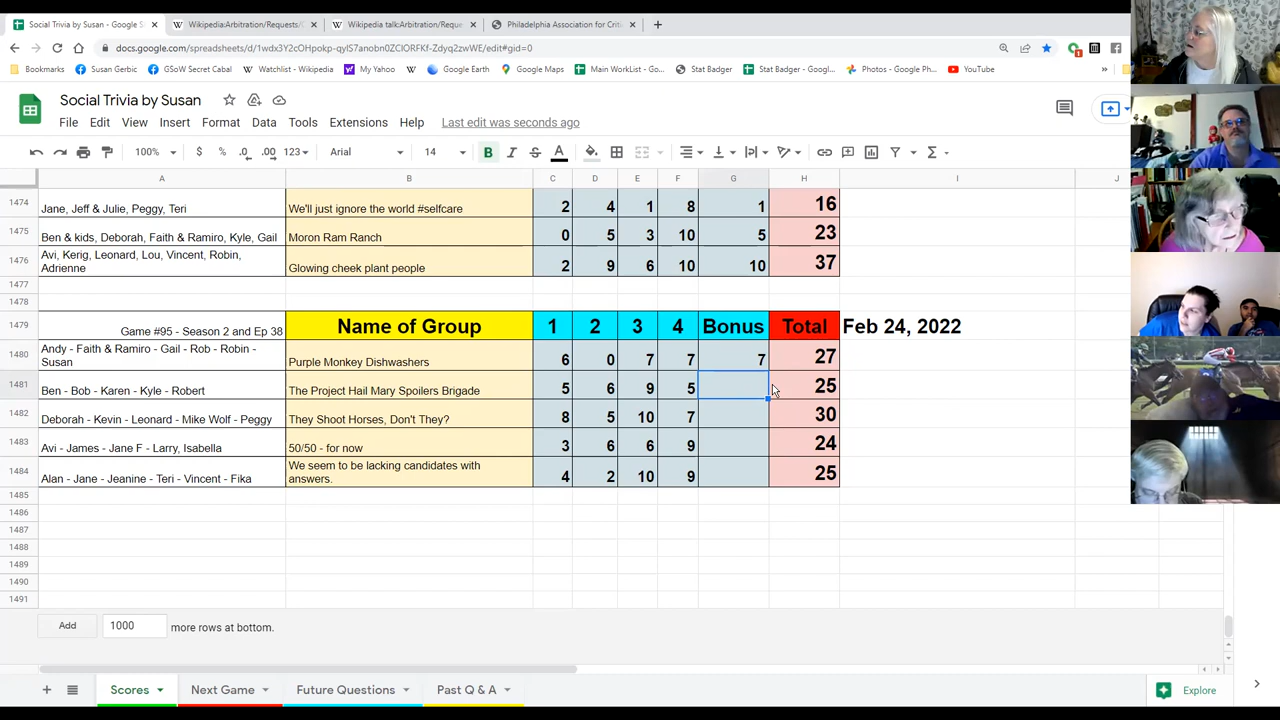 Social Trivia by Susan - Google S
Wikipedia:Arbitration/Requests/C
Wikipedia talk:Arbitration/Reque
Philadelphia Association for Criti
docs.google.com/spreadsheets/d/1wdx3Y2cOHpokp-qylS7anobn0ZClORFKf-Zdyq2zwWE/edit#gid=0
Bookmarks Susan Gerbic GSoW Secret Cabal Watchlist - Wikipedia My Yahoo Google Earth Google Maps Main WorkList - Go... Stat Badger Stat Badger - Googl... Photos - Google Ph... YouTube
Social Trivia by Susan
File Edit View Insert Format Data Tools Extensions Help Last edit was seconds ago
100% $ % .0 .00 123 Arial 14 B I S A
A B C D E F G H I J
1474 Jane, Jeff & Julie, Peggy, Teri We'll just ignore the world #selfcare 2 4 1 8 1 16
1475 Ben & kids, Deborah, Faith & Ramiro, Kyle, Gail Moron Ram Ranch 0 5 3 10 5 23
1476 Avi, Kerig, Leonard, Lou, Vincent, Robin,
Adrienne Glowing cheek plant people 2 9 6 10 10 37
1477
1478
1479 Game #95 - Season 2 and Ep 38 Name of Group 1 2 3 4 Bonus Total Feb 24, 2022
1480 Andy - Faith & Ramiro - Gail - Rob - Robin -
Susan Purple Monkey Dishwashers 6 0 7 7 7 27
1481 Ben - Bob - Karen - Kyle - Robert The Project Hail Mary Spoilers Brigade 5 6 9 5 25
1482 Deborah - Kevin - Leonard - Mike Wolf - Peggy They Shoot Horses, Don't They? 8 5 10 7 30
1483 Avi - James - Jane F - Larry, Isabella 50/50 - for now 3 6 6 9 24
1484 Alan - Jane - Jeanine - Teri - Vincent - Fika We seem to be lacking candidates with
answers. 4 2 10 9 25
1485
1486
1487
1488
1489
1490
1491
Add 1000 more rows at bottom.
Scores Next Game Future Questions Past Q & A Explore